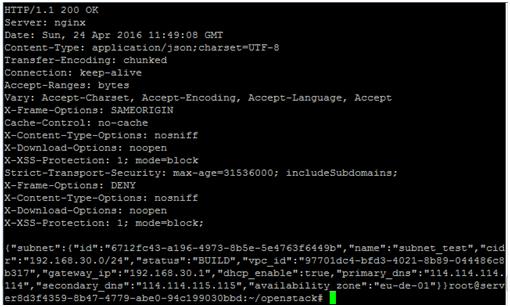 HTTP/1.1 200 OK
Server: nginx
Date: Sun, 24 Apr 2016 11:49:08 GMT
Content-Type: application/json;charset=UTF-8
Transfer-Encoding: chunked
Connection: keep-alive
Accept-Ranges: bytes
Vary: Accept-Charset, Accept-Encoding, Accept-Language, Accept
X-Frame-Options: SAMEORIGIN
Cache-Control: no-cache
X-Content-Type-Options: nosniff
X-Download-Options: noopen
X-XSS-Protection: 1; mode=block
Strict-Transport-Security: max-age=31536000; includeSubdomains;
X-Frame-Options: DENY
X-Content-Type-Options: nosniff
X-Download-Options: noopen
X-XSS-Protection: 1; mode=block;
{"subnet":{"id":"6712fc43-a196-4973-8b5e-5e4763f6449b","name":"subnet_test","cid
r":"192.168.30.0/24","status":"BUILD","vpc_id":"97701dc4-bfd3-4021-8b89-044486c8
b317","gateway_ip":"192.168.30.1","dhcp_enable":true,"primary_dns":"114.114.114.
114","secondary_dns":"114.114.115.115","availability_zone":"eu-de-01"}}root@serv
er8d3f4359-8b47-4779-abe0-94c199030bbd:~/openstack#